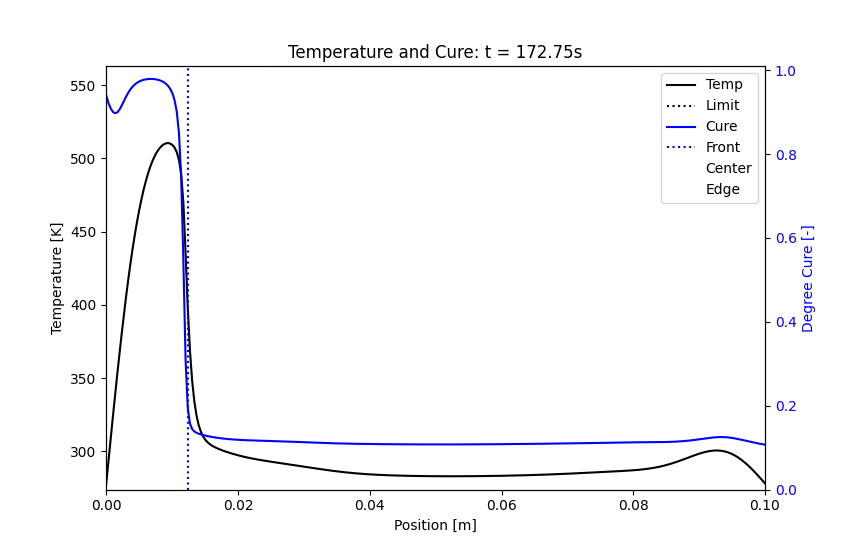 Temperature and Cure: t = 172.75s
Temperature [K]
550
500
450
400
350
300
Temp
Limit
Cure
Front
Center
Edge
1.0
0.8
0.6
0.4
0.2
0.0
Degree Cure [-]
0.00
0.02
0.04
0.06
0.08
0.10
Position [m]